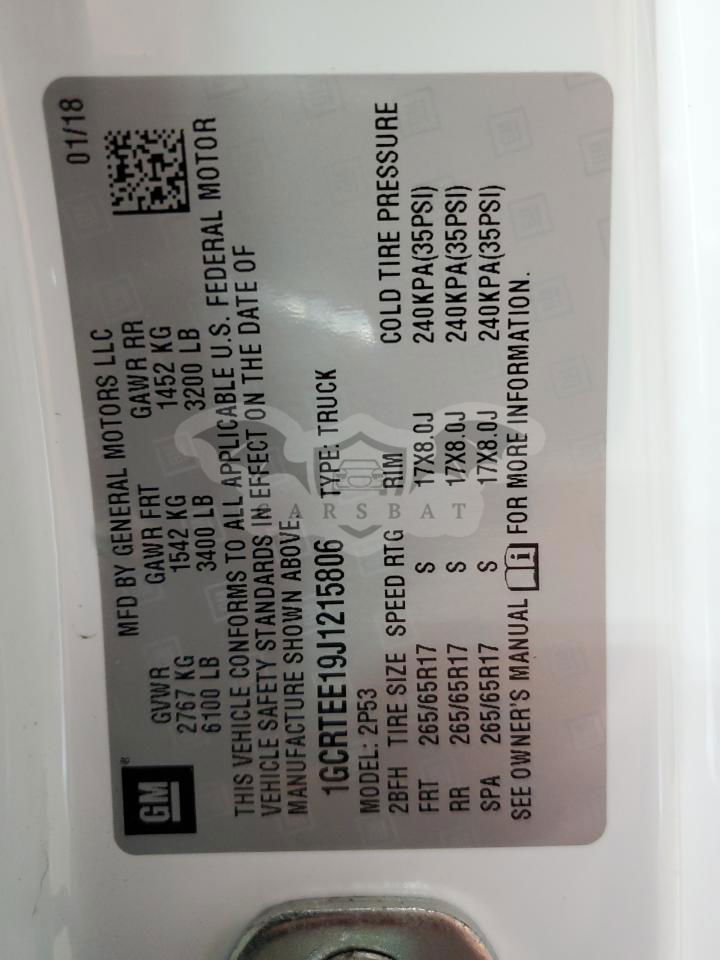 01/18
MFD BY GENERAL MOTORS LLC
GVWR GAWR FRT GAWR RR
2767 KG 1542 KG 1452 KG
6100 LB 3400 LB 3200 LB
GM
THIS VEHICLE CONFORMS TO ALL APPLICABLE U.S. FEDERAL MOTOR
VEHICLE SAFETY STANDARDS IN EFFECT ON THE DATE OF
MANUFACTURE SHOWN ABOVE.
1GCRTEE19J1215806 TYPE: TRUCK
MODEL: 2P53
2BFH TIRE SIZE SPEED RTG RIM COLD TIRE PRESSURE
FRT 265/65R17 S 17X8.0J 240KPA(35PSI)
RR 265/65R17 S 17X8.0J 240KPA(35PSI)
SPA 265/65R17 S 17X8.0J 240KPA(35PSI)
SEE OWNER'S MANUAL i FOR MORE INFORMATION.
CARSBAT